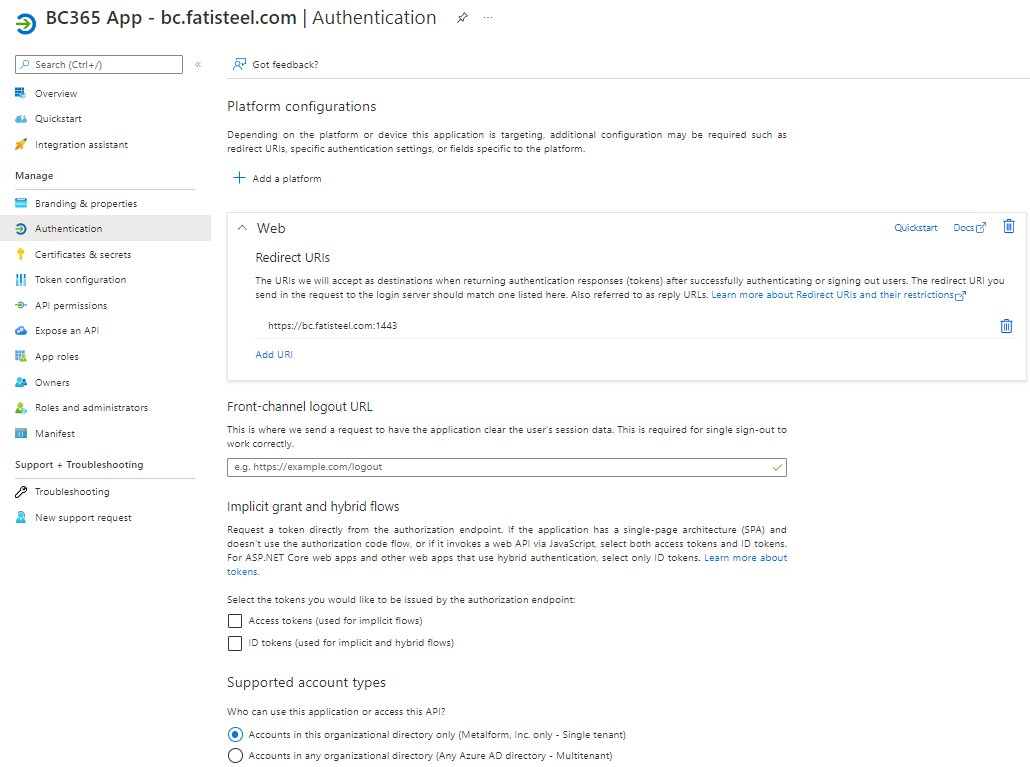 BC365 App - bc.fatisteel.com | Authentication
Search (Ctrl+/)
«
Got feedback?
Overview
Quickstart
Integration assistant
Manage
Branding & properties
Authentication
Certificates & secrets
Token configuration
API permissions
Expose an API
App roles
Owners
Roles and administrators
Manifest
Support + Troubleshooting
Troubleshooting
New support request
Platform configurations
Depending on the platform or device this application is targeting, additional configuration may be required such as
redirect URIs, specific authentication settings, or fields specific to the platform.
Add a platform
Web
Quickstart
Docs
Redirect URIs
The URIs we will accept as destinations when returning authentication responses (tokens) after successfully authenticating or signing out users. The redirect URI you
send in the request to the login server should match one listed here. Also referred to as reply URLs. Learn more about Redirect URIs and their restrictions
https://bc.fatisteel.com:1443
Add URI
Front-channel logout URL
This is where we send a request to have the application clear the user's session data. This is required for single sign-out to
work correctly.
e.g. https://example.com/logout
Implicit grant and hybrid flows
Request a token directly from the authorization endpoint. If the application has a single-page architecture (SPA) and
doesn't use the authorization code flow, or if it invokes a web API via JavaScript, select both access tokens and ID tokens.
For ASP.NET Core web apps and other web apps that use hybrid authentication, select only ID tokens. Learn more about
tokens.
Select the tokens you would like to be issued by the authorization endpoint:
Access tokens (used for implicit flows)
ID tokens (used for implicit and hybrid flows)
Supported account types
Who can use this application or access this API?
Accounts in this organizational directory only (Metalform, Inc. only - Single tenant)
Accounts in any organizational directory (Any Azure AD directory - Multitenant)